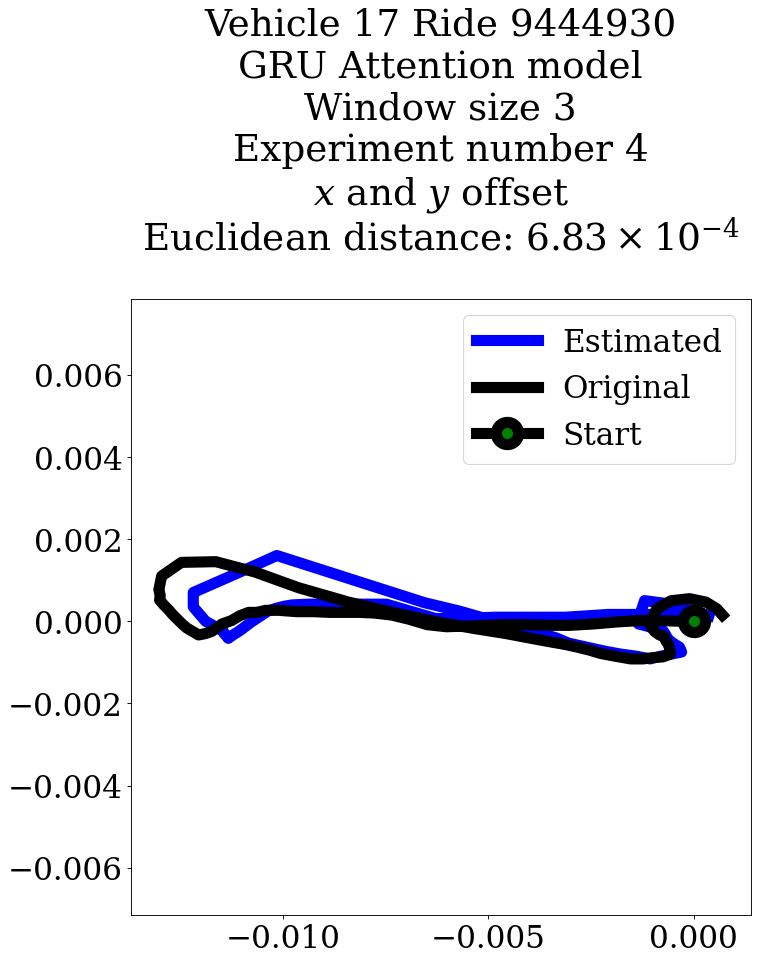 Vehicle 17 Ride 9444930
GRU Attention model
Window size 3
Experiment number 4
x and y offset
Euclidean distance: 6.83 × 10⁻⁴
Estimated
Original
Start
0.006
0.004
0.002
0.000
−0.002
−0.004
−0.006
−0.010
−0.005
0.000